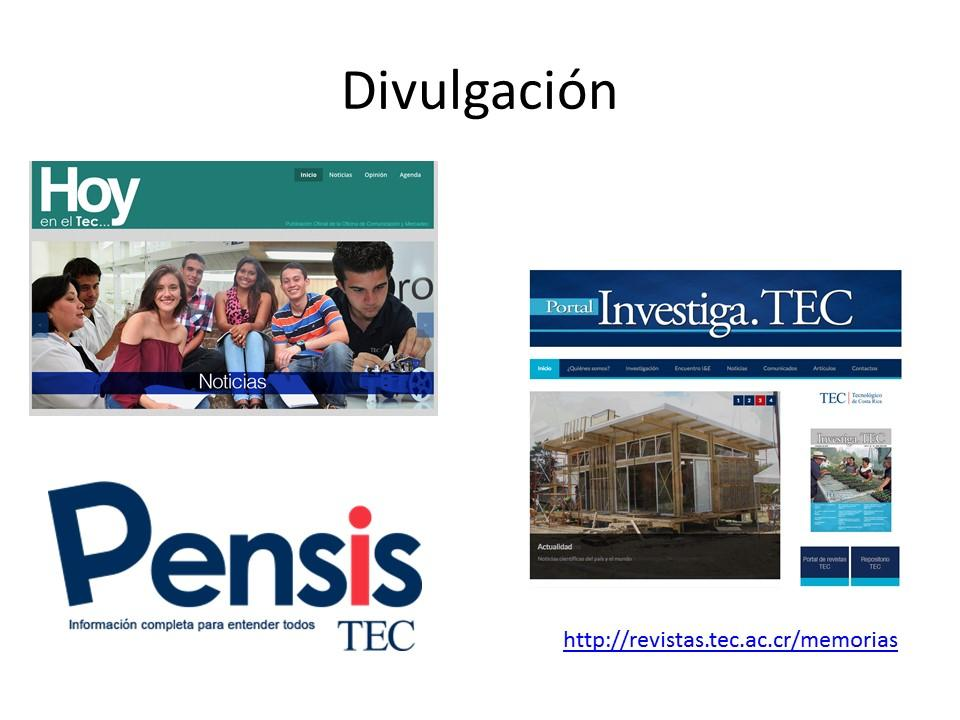 Divulgación
Hoy
en el Tec...
Inicio Noticias Opinión Agenda
Publicación Oficial de la Oficina de Comunicación y Mercadeo
Noticias
Pensis
Información completa para entender todos
TEC
Portal Investiga.TEC
Inicio ¿Quiénes somos? Investigación Encuentro I&E Noticias Comunicados Artículos Contactos
1 2 3 4
TEC | Tecnológico
de Costa Rica
Investiga.TEC
Actualidad
Noticias científicas del país y el mundo
Portal de revistas
TEC
Repositorio
TEC
http://revistas.tec.ac.cr/memorias